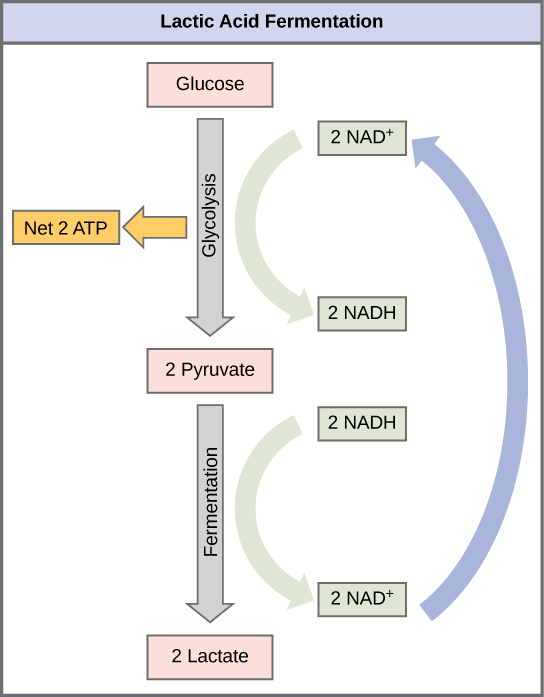 Lactic Acid Fermentation
Glucose
2 NAD⁺
Glycolysis
Net 2 ATP
2 NADH
2 Pyruvate
2 NADH
Fermentation
2 NAD⁺
2 Lactate